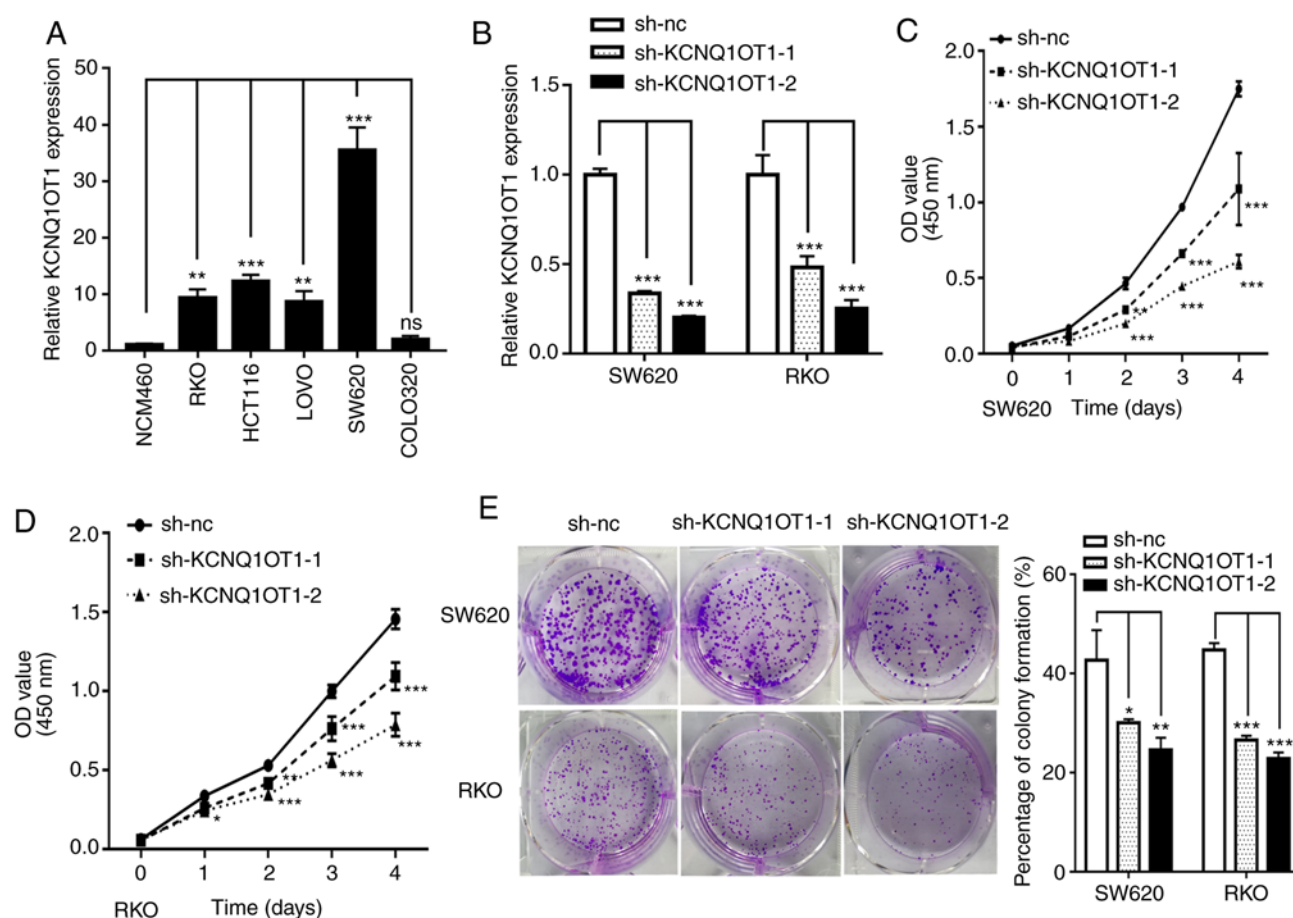 A
Relative KCNQ1OT1 expression
50
40
30
20
10
0
**
***
**
***
ns
NCM460
RKO
HCT116
LOVO
SW620
COLO320
B
sh-nc
sh-KCNQ1OT1-1
sh-KCNQ1OT1-2
Relative KCNQ1OT1 expression
1.5
1.0
0.5
0.0
***
***
***
***
SW620
RKO
C
sh-nc
sh-KCNQ1OT1-1
sh-KCNQ1OT1-2
OD value
(450 nm)
2.0
1.5
1.0
0.5
0.0
**
***
***
***
***
***
0 1 2 3 4
SW620 Time (days)
D
sh-nc
sh-KCNQ1OT1-1
sh-KCNQ1OT1-2
OD value
(450 nm)
2.0
1.5
1.0
0.5
0.0
*
**
***
***
***
***
***
0 1 2 3 4
RKO Time (days)
E
sh-nc sh-KCNQ1OT1-1 sh-KCNQ1OT1-2
SW620
RKO
sh-nc
sh-KCNQ1OT1-1
sh-KCNQ1OT1-2
Percentage of colony formation (%)
60
40
20
0
*
**
***
***
SW620
RKO